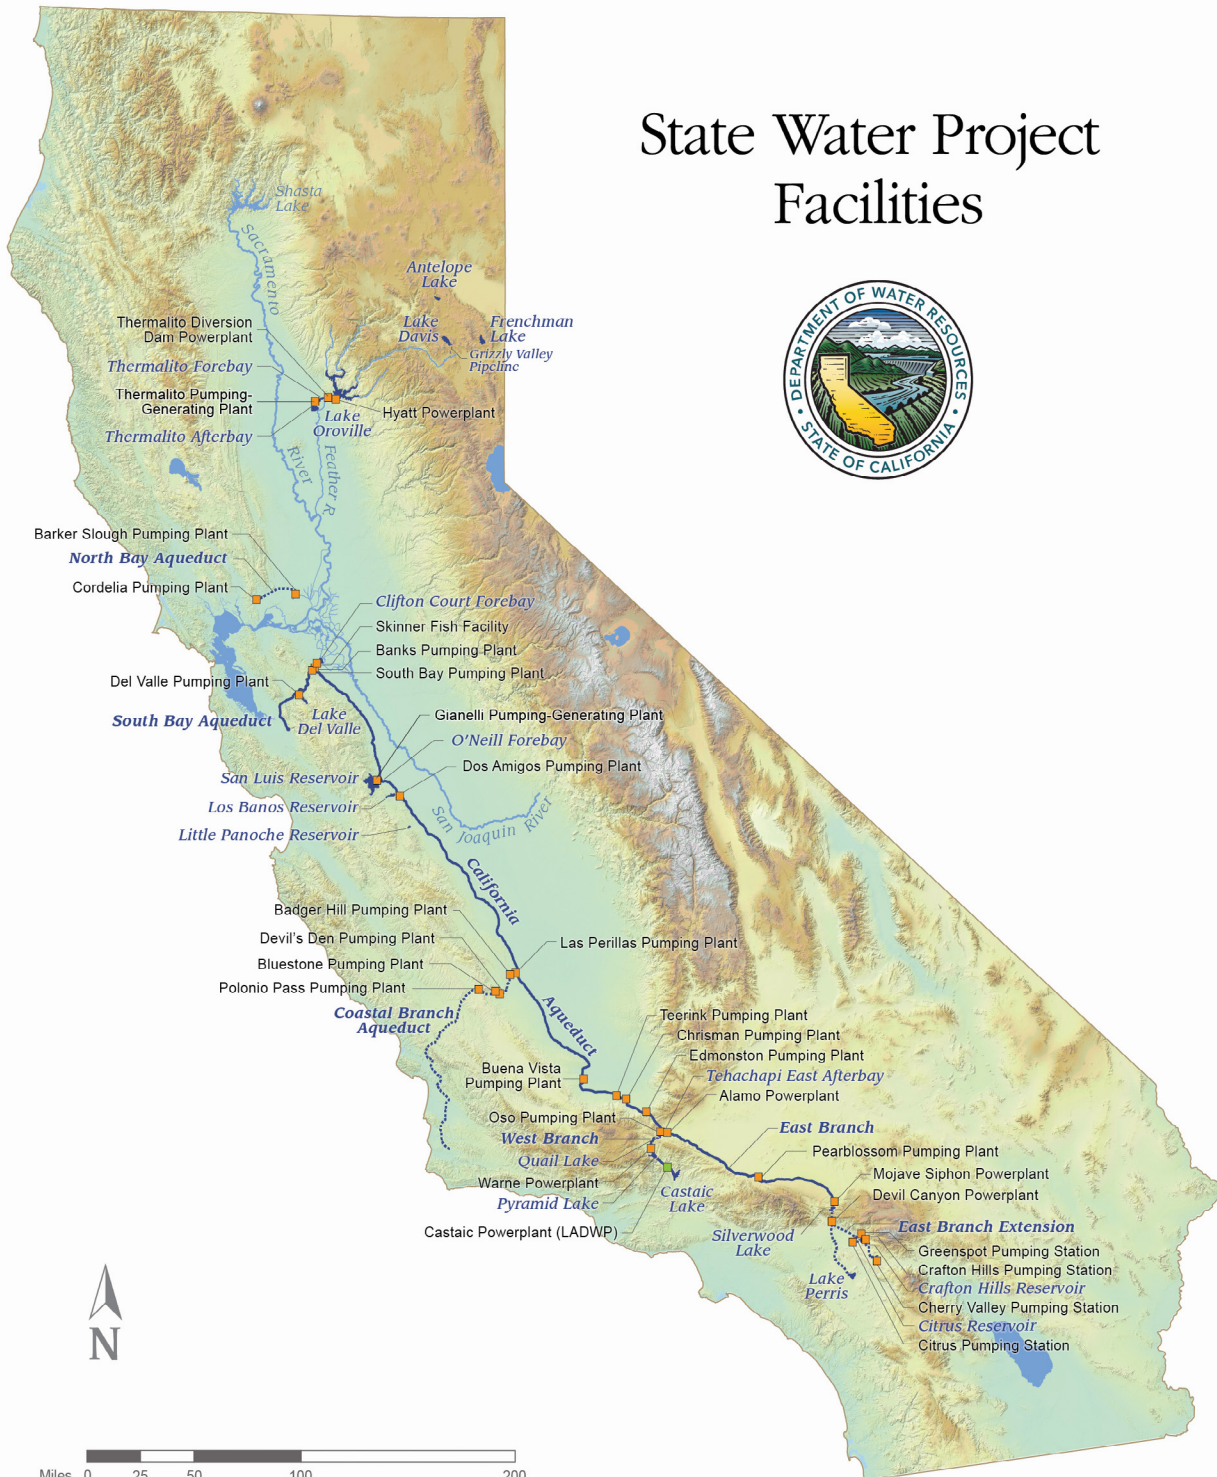 State Water Project
Facilities
DEPARTMENT OF WATER RESOURCES
STATE OF CALIFORNIA
Shasta
Lake
Sacramento
River
Antelope
Lake
Lake
Davis
Frenchman
Lake
Grizzly Valley
Pipeline
Thermalito Diversion
Dam Powerplant
Thermalito Forebay
Thermalito Pumping-
Generating Plant
Thermalito Afterbay
Lake
Oroville
Hyatt Powerplant
Feather R.
Barker Slough Pumping Plant
North Bay Aqueduct
Cordelia Pumping Plant
Clifton Court Forebay
Skinner Fish Facility
Banks Pumping Plant
South Bay Pumping Plant
Del Valle Pumping Plant
South Bay Aqueduct
Lake
Del Valle
Gianelli Pumping-Generating Plant
O'Neill Forebay
Dos Amigos Pumping Plant
San Luis Reservoir
Los Banos Reservoir
Little Panoche Reservoir
San Joaquin River
California
Aqueduct
Badger Hill Pumping Plant
Devil's Den Pumping Plant
Bluestone Pumping Plant
Polonio Pass Pumping Plant
Coastal Branch
Aqueduct
Las Perillas Pumping Plant
Teerink Pumping Plant
Chrisman Pumping Plant
Edmonston Pumping Plant
Tehachapi East Afterbay
Alamo Powerplant
Buena Vista
Pumping Plant
Oso Pumping Plant
West Branch
Quail Lake
Warne Powerplant
Pyramid Lake
Castaic Powerplant (LADWP)
Castaic
Lake
East Branch
Pearblossom Pumping Plant
Mojave Siphon Powerplant
Devil Canyon Powerplant
Silverwood
Lake
East Branch Extension
Greenspot Pumping Station
Crafton Hills Pumping Station
Crafton Hills Reservoir
Cherry Valley Pumping Station
Citrus Reservoir
Citrus Pumping Station
Lake
Perris
N
Miles 0 25 50 100 200